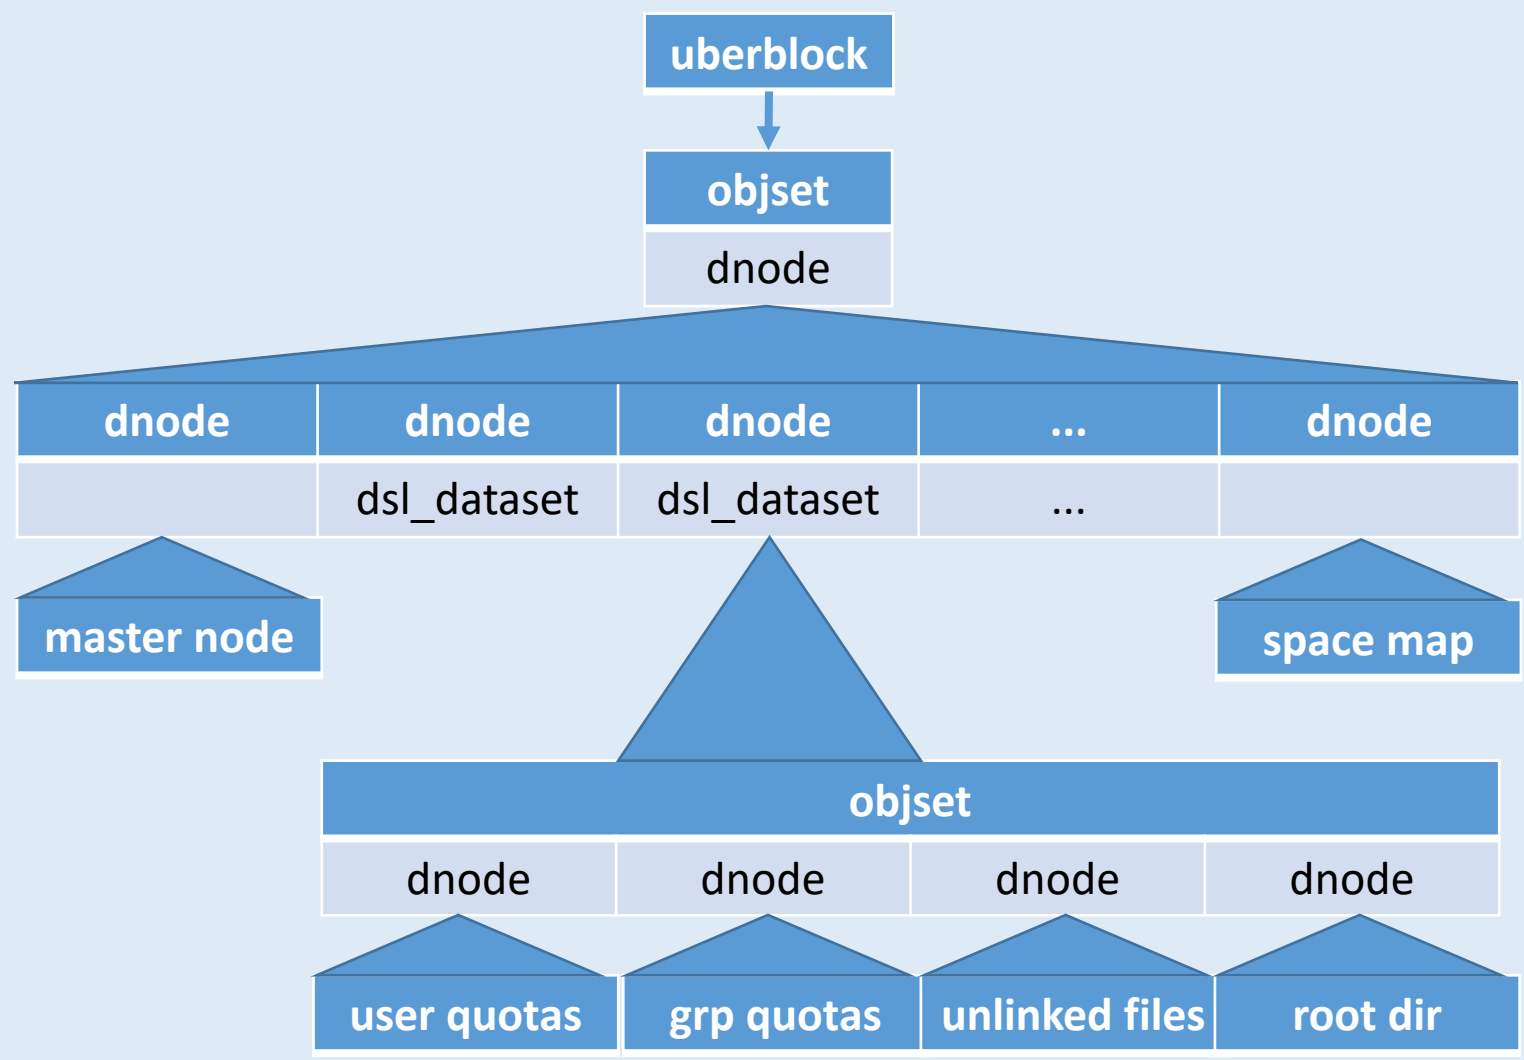 uberblock
objset
dnode
dnode dnode dnode ... dnode
dsl_dataset dsl_dataset ...
master node
space map
objset
dnode dnode dnode dnode
user quotas grp quotas unlinked files root dir